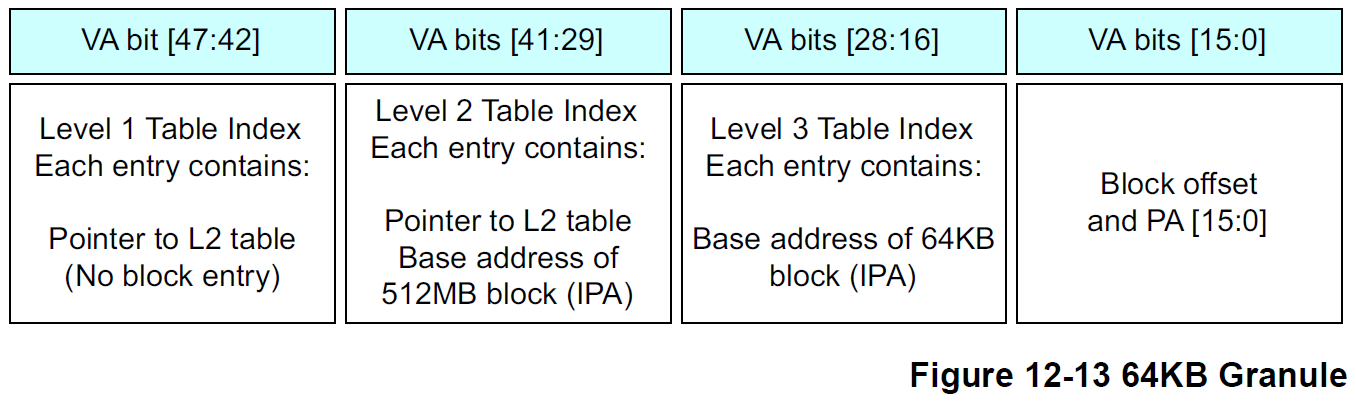 VA bit [47:42]
VA bits [41:29]
VA bits [28:16]
VA bits [15:0]
Level 1 Table Index
Each entry contains:
Pointer to L2 table
(No block entry)
Level 2 Table Index
Each entry contains:
Pointer to L2 table
Base address of
512MB block (IPA)
Level 3 Table Index
Each entry contains:
Base address of 64KB
block (IPA)
Block offset
and PA [15:0]
Figure 12-13 64KB Granule